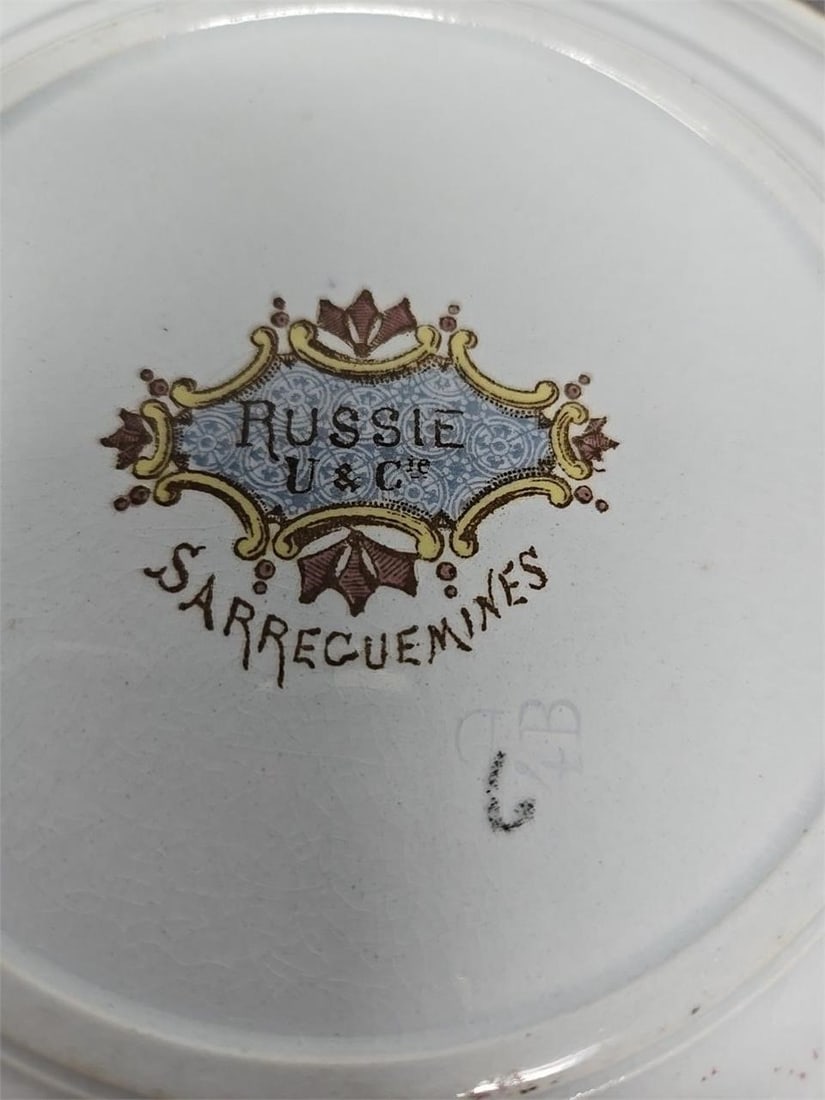 RUSSIE
U & Cie
SARREGUEMINES
B